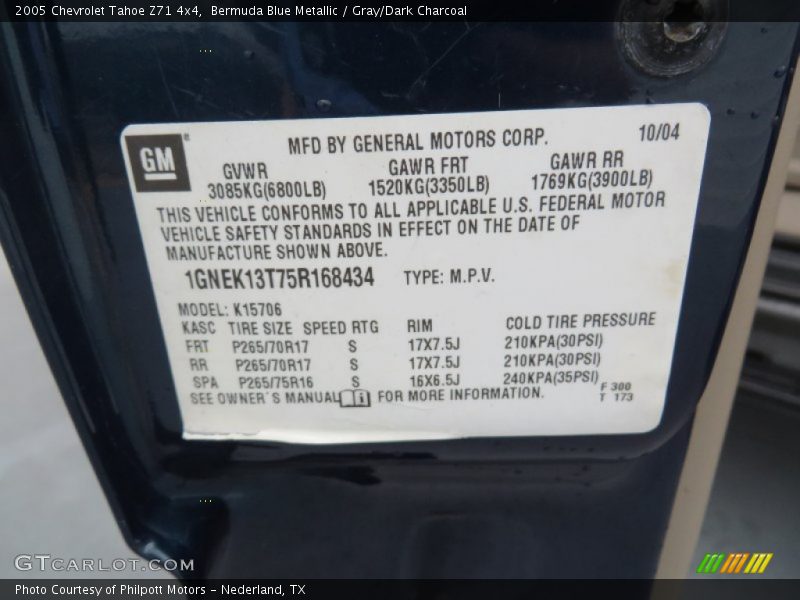 2005 Chevrolet Tahoe Z71 4x4, Bermuda Blue Metallic / Gray/Dark Charcoal
GM
MFD BY GENERAL MOTORS CORP. 10/04
GVWR GAWR FRT GAWR RR
3085KG(6800LB) 1520KG(3350LB) 1769KG(3900LB)
THIS VEHICLE CONFORMS TO ALL APPLICABLE U.S. FEDERAL MOTOR
VEHICLE SAFETY STANDARDS IN EFFECT ON THE DATE OF
MANUFACTURE SHOWN ABOVE.
1GNEK13T75R168434 TYPE: M.P.V.
MODEL: K15706
KASC TIRE SIZE SPEED RTG RIM COLD TIRE PRESSURE
FRT P265/70R17 S 17X7.5J 210KPA(30PSI)
RR P265/70R17 S 17X7.5J 210KPA(30PSI)
SPA P265/75R16 S 16X6.5J 240KPA(35PSI)
SEE OWNER'S MANUAL FOR MORE INFORMATION.
F 300
T 173
GTCarLot.com
Photo Courtesy of Philpott Motors - Nederland, TX